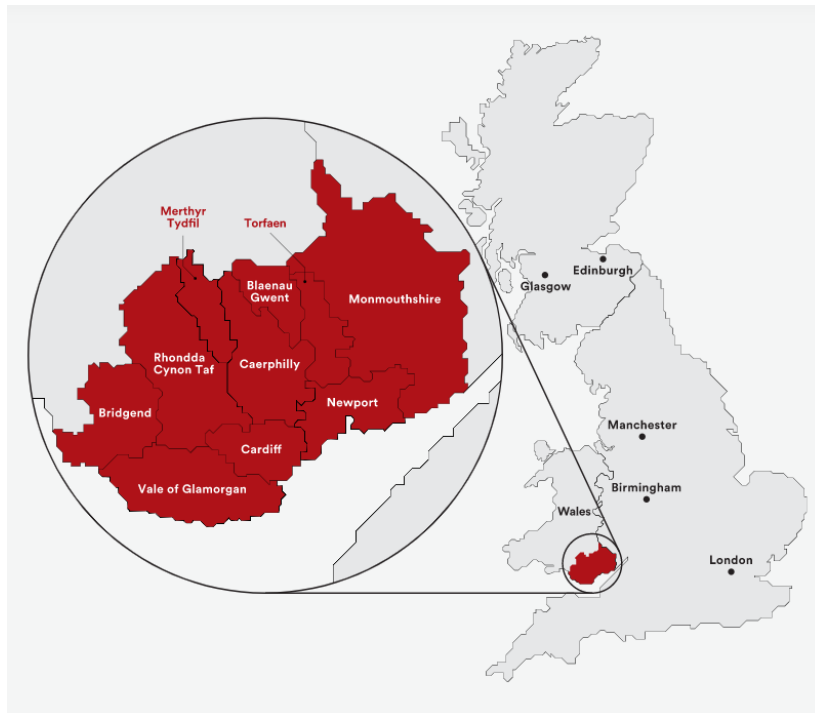 Merthyr
Tydfil
Torfaen
Blaenau
Gwent
Monmouthshire
Rhondda
Cynon Taf
Caerphilly
Bridgend
Newport
Cardiff
Vale of Glamorgan
Edinburgh
Glasgow
Manchester
Birmingham
Wales
London